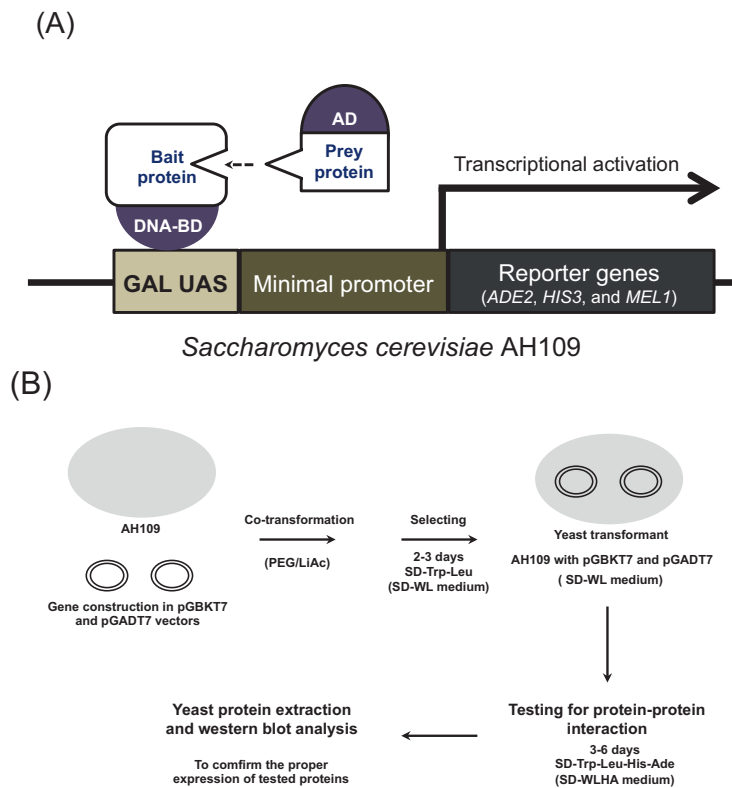 (A)
AD
Bait
protein
Prey
protein
DNA-BD
Transcriptional activation
GAL UAS
Minimal promoter
Reporter genes
(ADE2, HIS3, and MEL1)
Saccharomyces cerevisiae AH109
(B)
AH109
Gene construction in pGBKT7
and pGADT7 vectors
Co-transformation
(PEG/LiAc)
Selecting
2-3 days
SD-Trp-Leu
(SD-WL medium)
Yeast transformant
AH109 with pGBKT7 and pGADT7
( SD-WL medium)
Testing for protein-protein
interaction
3-6 days
SD-Trp-Leu-His-Ade
(SD-WLHA medium)
Yeast protein extraction
and western blot analysis
To comfirm the proper
expression of tested proteins